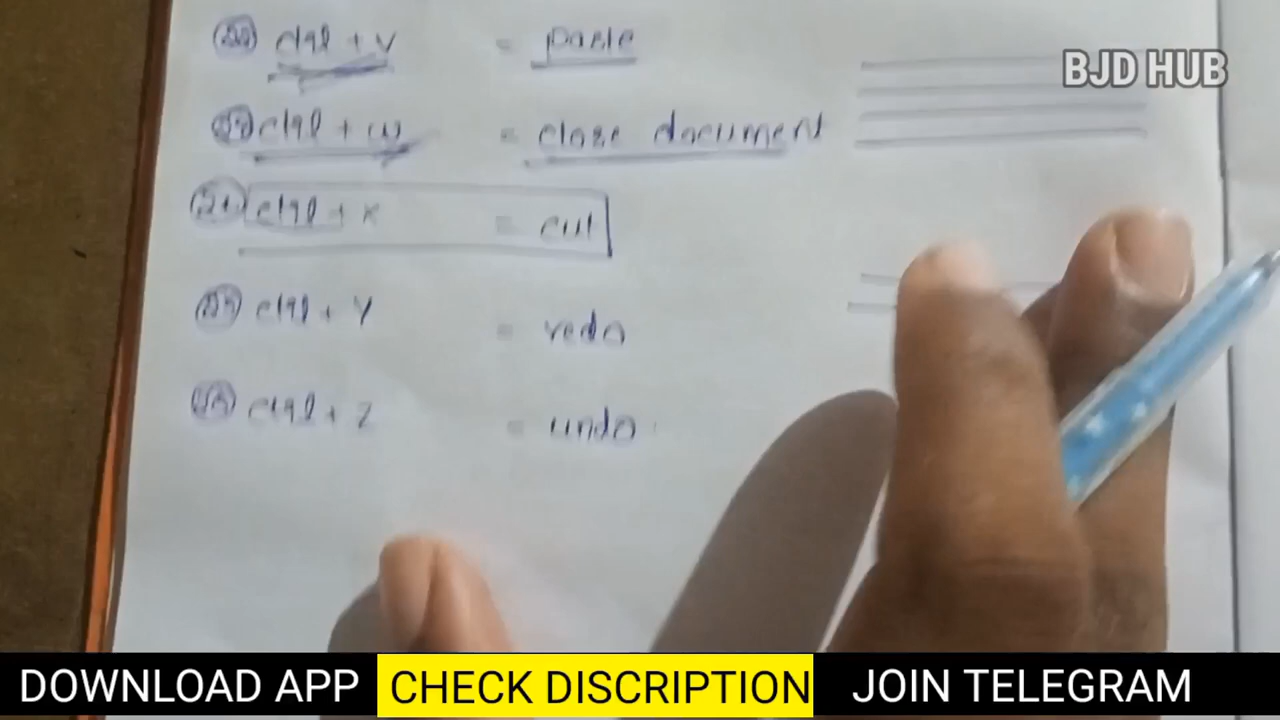 (22) ctrl + V = paste
ctrl + W = close document
ctrl + X = cut
ctrl + Y = redo
ctrl + Z = undo
BJD HUB
DOWNLOAD APP CHECK DISCRIPTION JOIN TELEGRAM